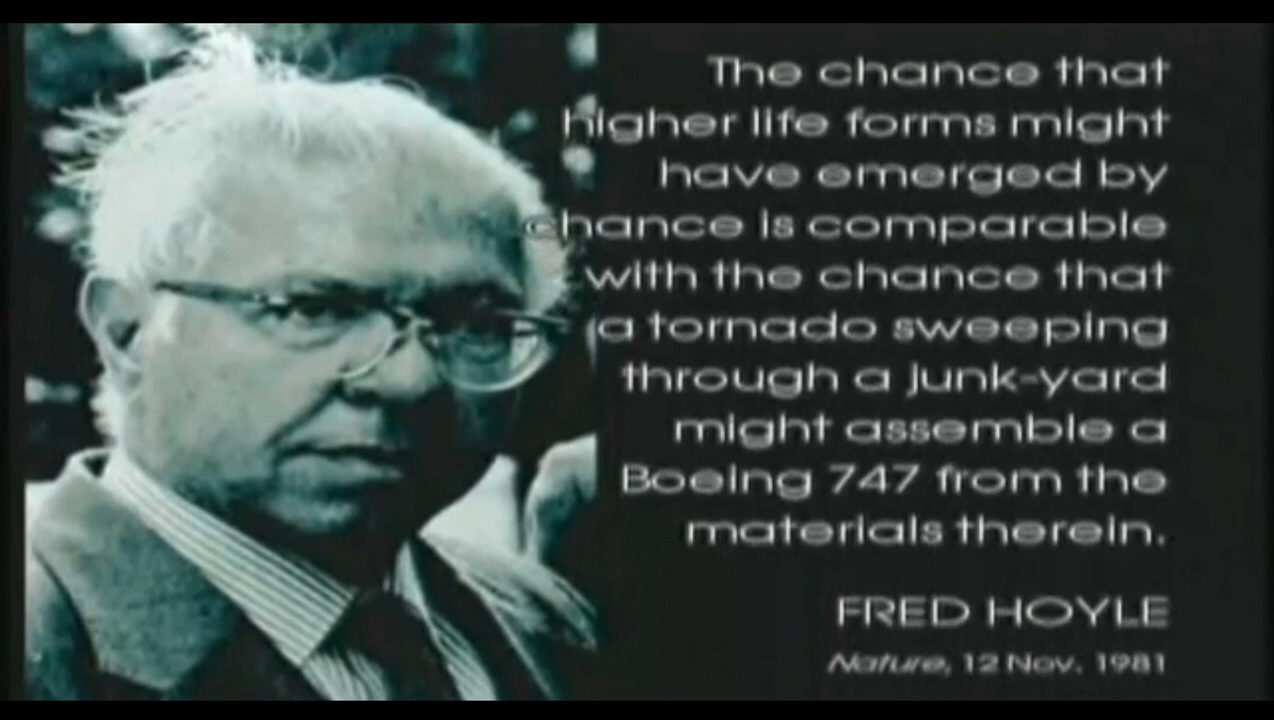 The chance that
higher life forms might
have emerged by
chance is comparable
with the chance that
a tornado sweeping
through a junk-yard
might assemble a
Boeing 747 from the
materials therein.
FRED HOYLE
Nature, 12 Nov. 1981